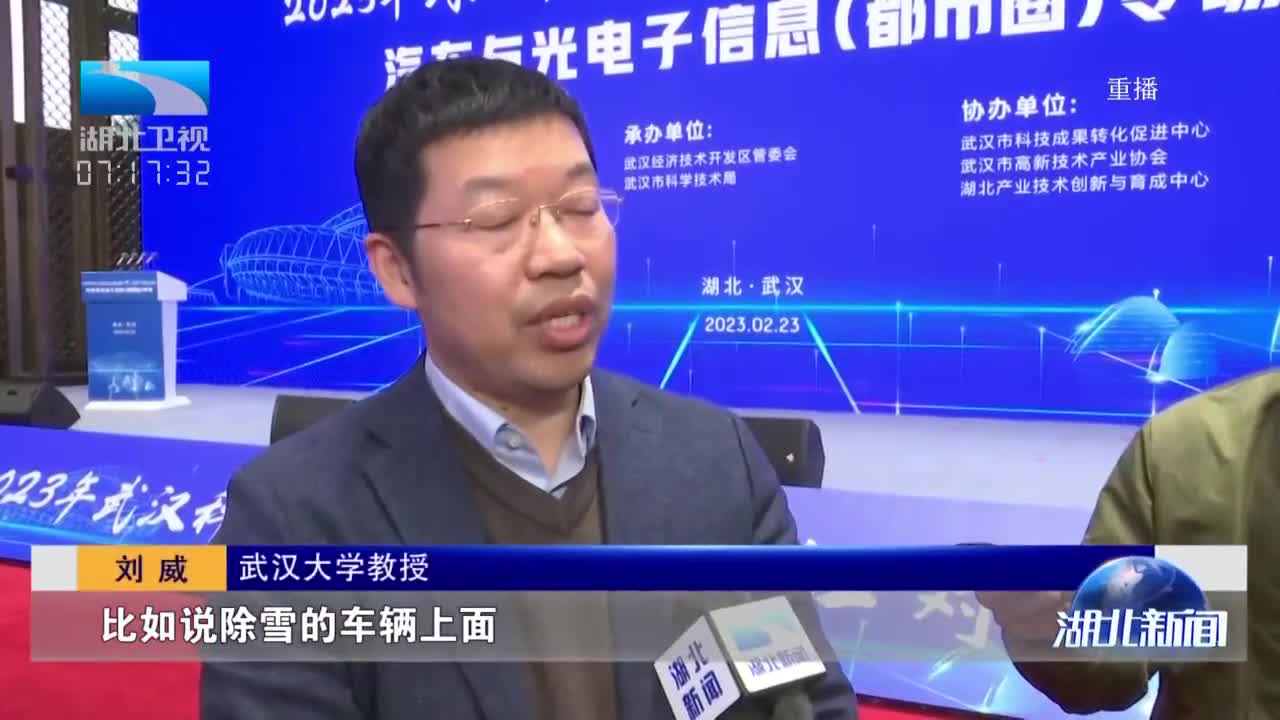 汽车与光电子信息(都市圈)专场
重播
湖北卫视
07:17:32
承办单位：
武汉经济技术开发区管委会
武汉市科学技术局
协办单位：
武汉市科技成果转化促进中心
武汉市高新技术产业协会
湖北产业技术创新与育成中心
湖北·武汉
2023.02.23
2023年武汉科
刘威
武汉大学教授
比如说除雪的车辆上面
湖北新闻
湖北
新闻
湖北新闻